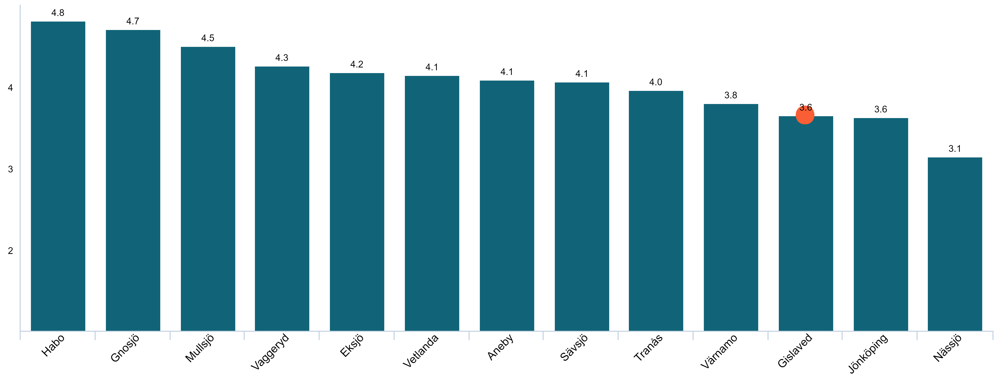 4.8
4.7
4.5
4.3
4.2
4.1
4.1
4.1
4.0
3.8
3.6
3.6
3.1
4
3
2
Habo
Gnosjö
Mullsjö
Vaggeryd
Eksjö
Vetlanda
Aneby
Sävsjö
Tranås
Värnamo
Gislaved
Jönköping
Nässjö